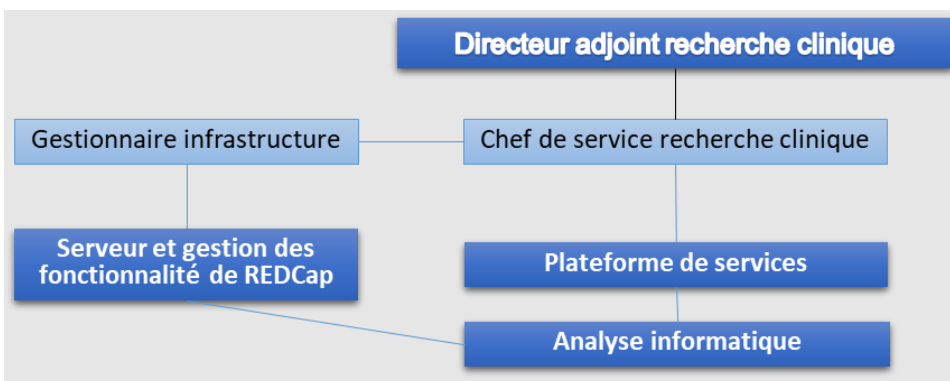 Directeur adjoint recherche clinique
Gestionnaire infrastructure
Chef de service recherche clinique
Serveur et gestion des
fonctionnalité de REDCap
Plateforme de services
Analyse informatique